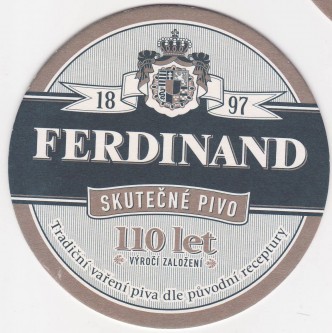 18 97
FERDINAND
SKUTEČNÉ PIVO
110 let
VÝROČÍ ZALOŽENÍ
Tradiční vaření piva dle původní receptury